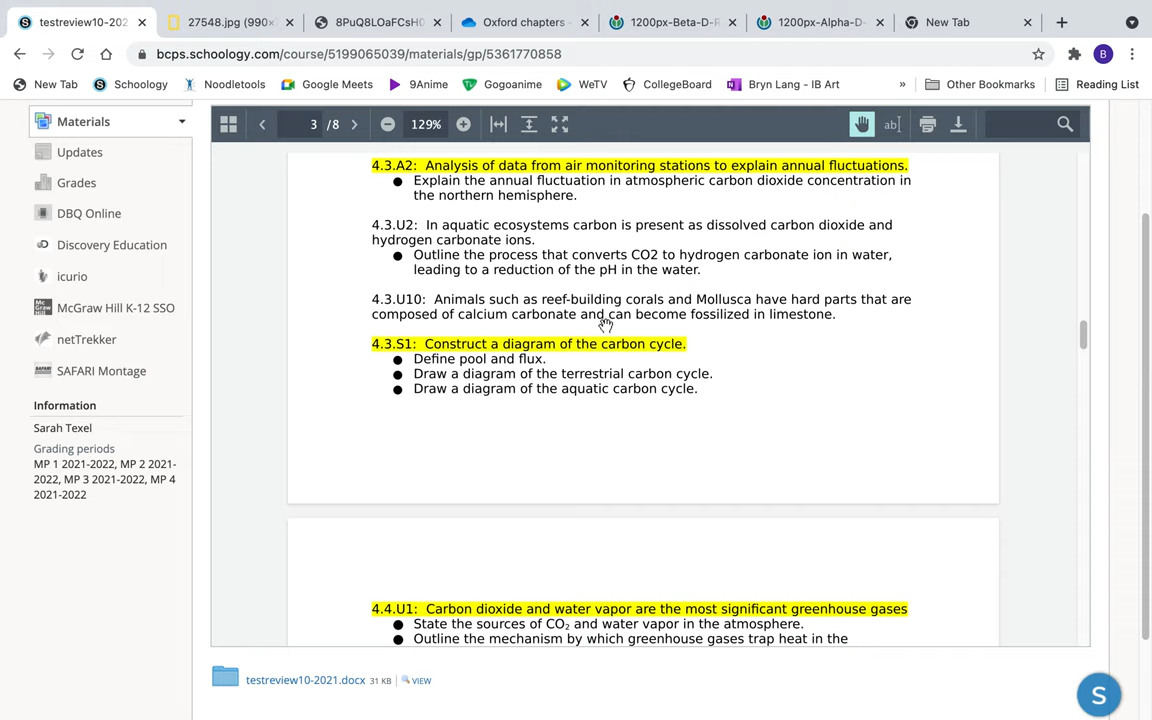 testreview10-202
27548.jpg (990×
8PuQ8LOaFCsH0
Oxford chapters -
1200px-Beta-D-R
1200px-Alpha-D-
New Tab
bcps.schoology.com/course/5199065039/materials/gp/5361770858
B
New Tab
Schoology
Noodletools
Google Meets
9Anime
Gogoanime
WeTV
CollegeBoard
Bryn Lang - IB Art
»
Other Bookmarks
Reading List
Materials
Updates
Grades
DBQ Online
Discovery Education
icurio
McGraw Hill K-12 SSO
netTrekker
SAFARI Montage
Information
Sarah Texel
Grading periods
MP 1 2021-2022, MP 2 2021-
2022, MP 3 2021-2022, MP 4
2021-2022
3 /8
129%
4.3.A2: Analysis of data from air monitoring stations to explain annual fluctuations.
● Explain the annual fluctuation in atmospheric carbon dioxide concentration in
the northern hemisphere.
4.3.U2: In aquatic ecosystems carbon is present as dissolved carbon dioxide and
hydrogen carbonate ions.
● Outline the process that converts CO2 to hydrogen carbonate ion in water,
leading to a reduction of the pH in the water.
4.3.U10: Animals such as reef-building corals and Mollusca have hard parts that are
composed of calcium carbonate and can become fossilized in limestone.
4.3.S1: Construct a diagram of the carbon cycle.
● Define pool and flux.
● Draw a diagram of the terrestrial carbon cycle.
● Draw a diagram of the aquatic carbon cycle.
4.4.U1: Carbon dioxide and water vapor are the most significant greenhouse gases
● State the sources of CO₂ and water vapor in the atmosphere.
● Outline the mechanism by which greenhouse gases trap heat in the
testreview10-2021.docx 31 KB | VIEW
S